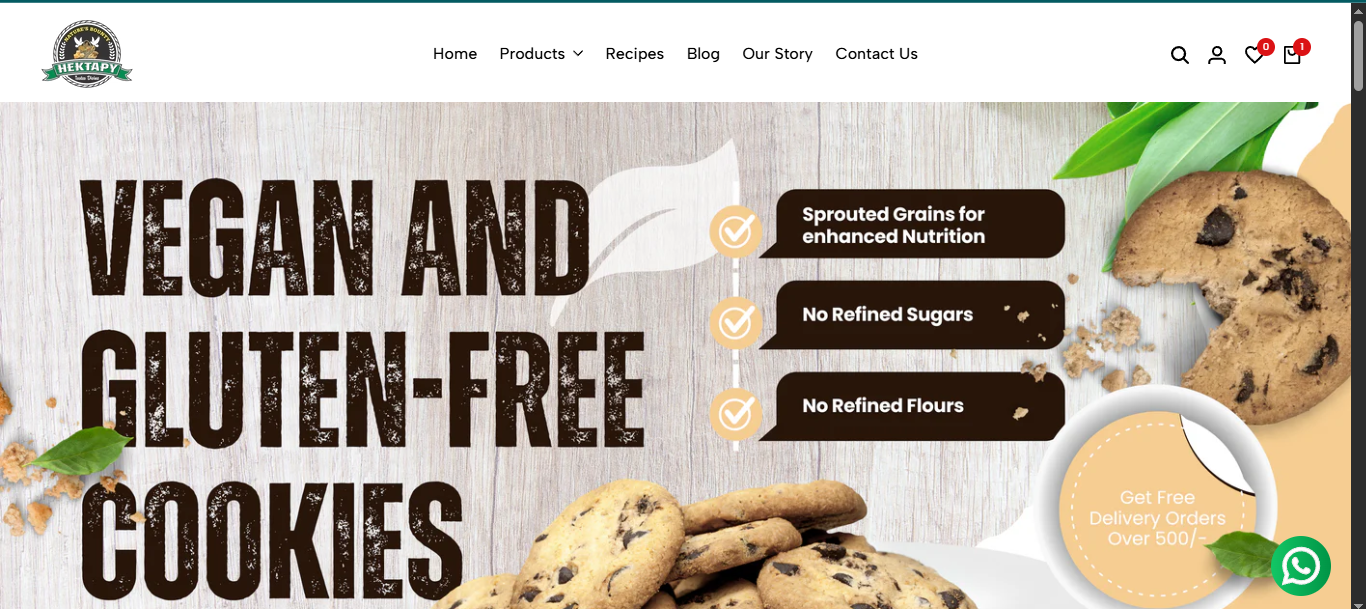 NATURE'S BOUNTY
HEKTAPY
Home
Products
Recipes
Blog
Our Story
Contact Us
0
1
VEGAN AND
GLUTEN-FREE
COOKIES
Sprouted Grains for
enhanced Nutrition
No Refined Sugars
No Refined Flours
Get Free
Delivery Orders
Over 500/-